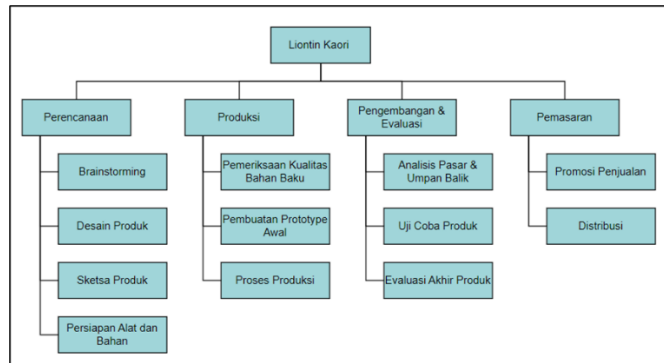 Liontin Kaori
Perencanaan
Brainstorming
Desain Produk
Sketsa Produk
Persiapan Alat dan
Bahan
Produksi
Pemeriksaan Kualitas
Bahan Baku
Pembuatan Prototype
Awal
Proses Produksi
Pengembangan &
Evaluasi
Analisis Pasar &
Umpan Balik
Uji Coba Produk
Evaluasi Akhir Produk
Pemasaran
Promosi Penjualan
Distribusi